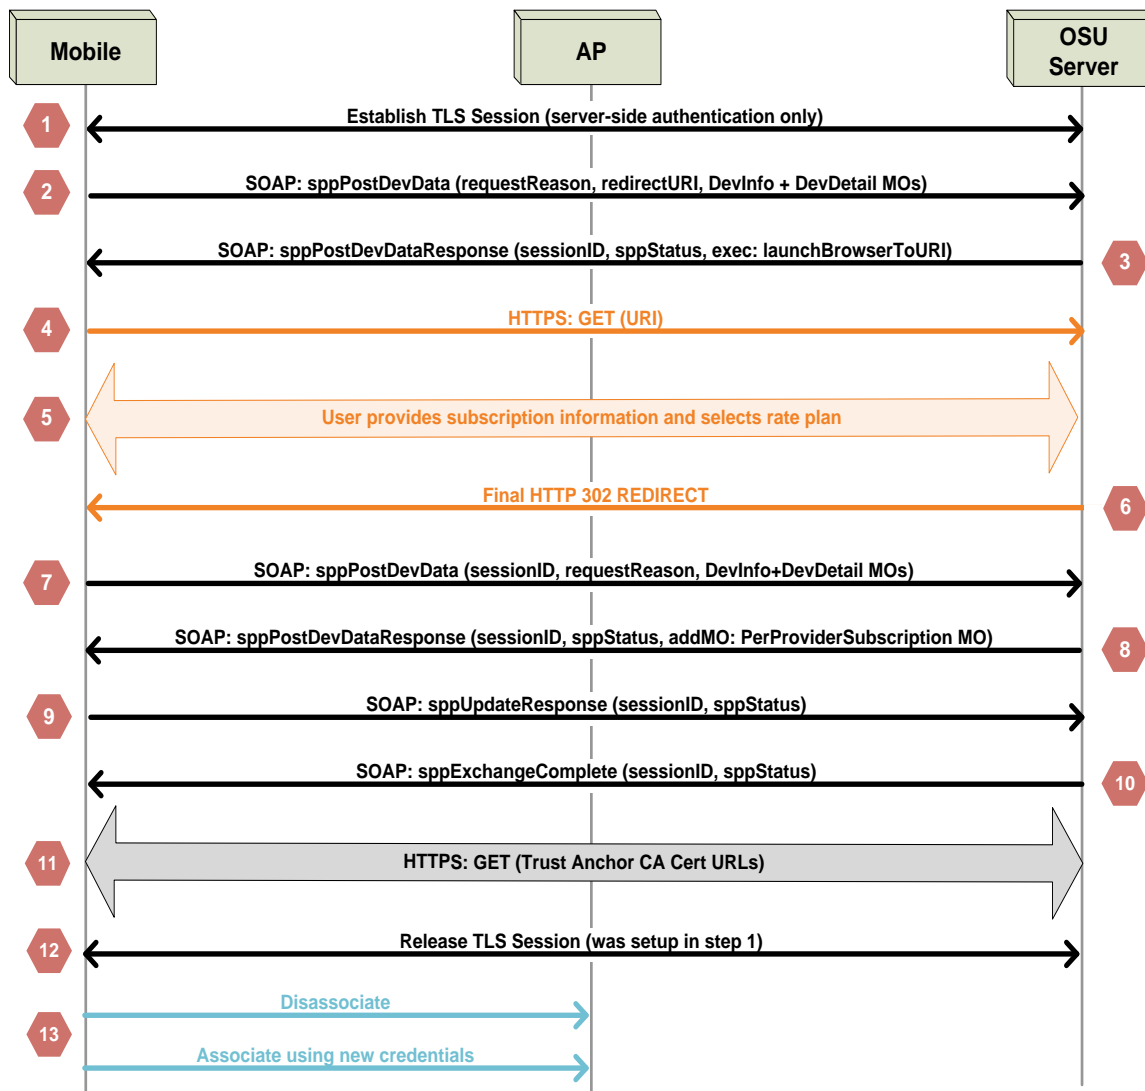 Mobile
AP
OSU
Server
1
Establish TLS Session (server-side authentication only)
2
SOAP: sppPostDevData (requestReason, redirectURI, DevInfo + DevDetail MOs)
SOAP: sppPostDevDataResponse (sessionID, sppStatus, exec: launchBrowserToURI)
3
4
HTTPS: GET (URI)
5
User provides subscription information and selects rate plan
Final HTTP 302 REDIRECT
6
7
SOAP: sppPostDevData (sessionID, requestReason, DevInfo+DevDetail MOs)
SOAP: sppPostDevDataResponse (sessionID, sppStatus, addMO: PerProviderSubscription MO)
8
9
SOAP: sppUpdateResponse (sessionID, sppStatus)
SOAP: sppExchangeComplete (sessionID, sppStatus)
10
11
HTTPS: GET (Trust Anchor CA Cert URLs)
12
Release TLS Session (was setup in step 1)
13
Disassociate
Associate using new credentials